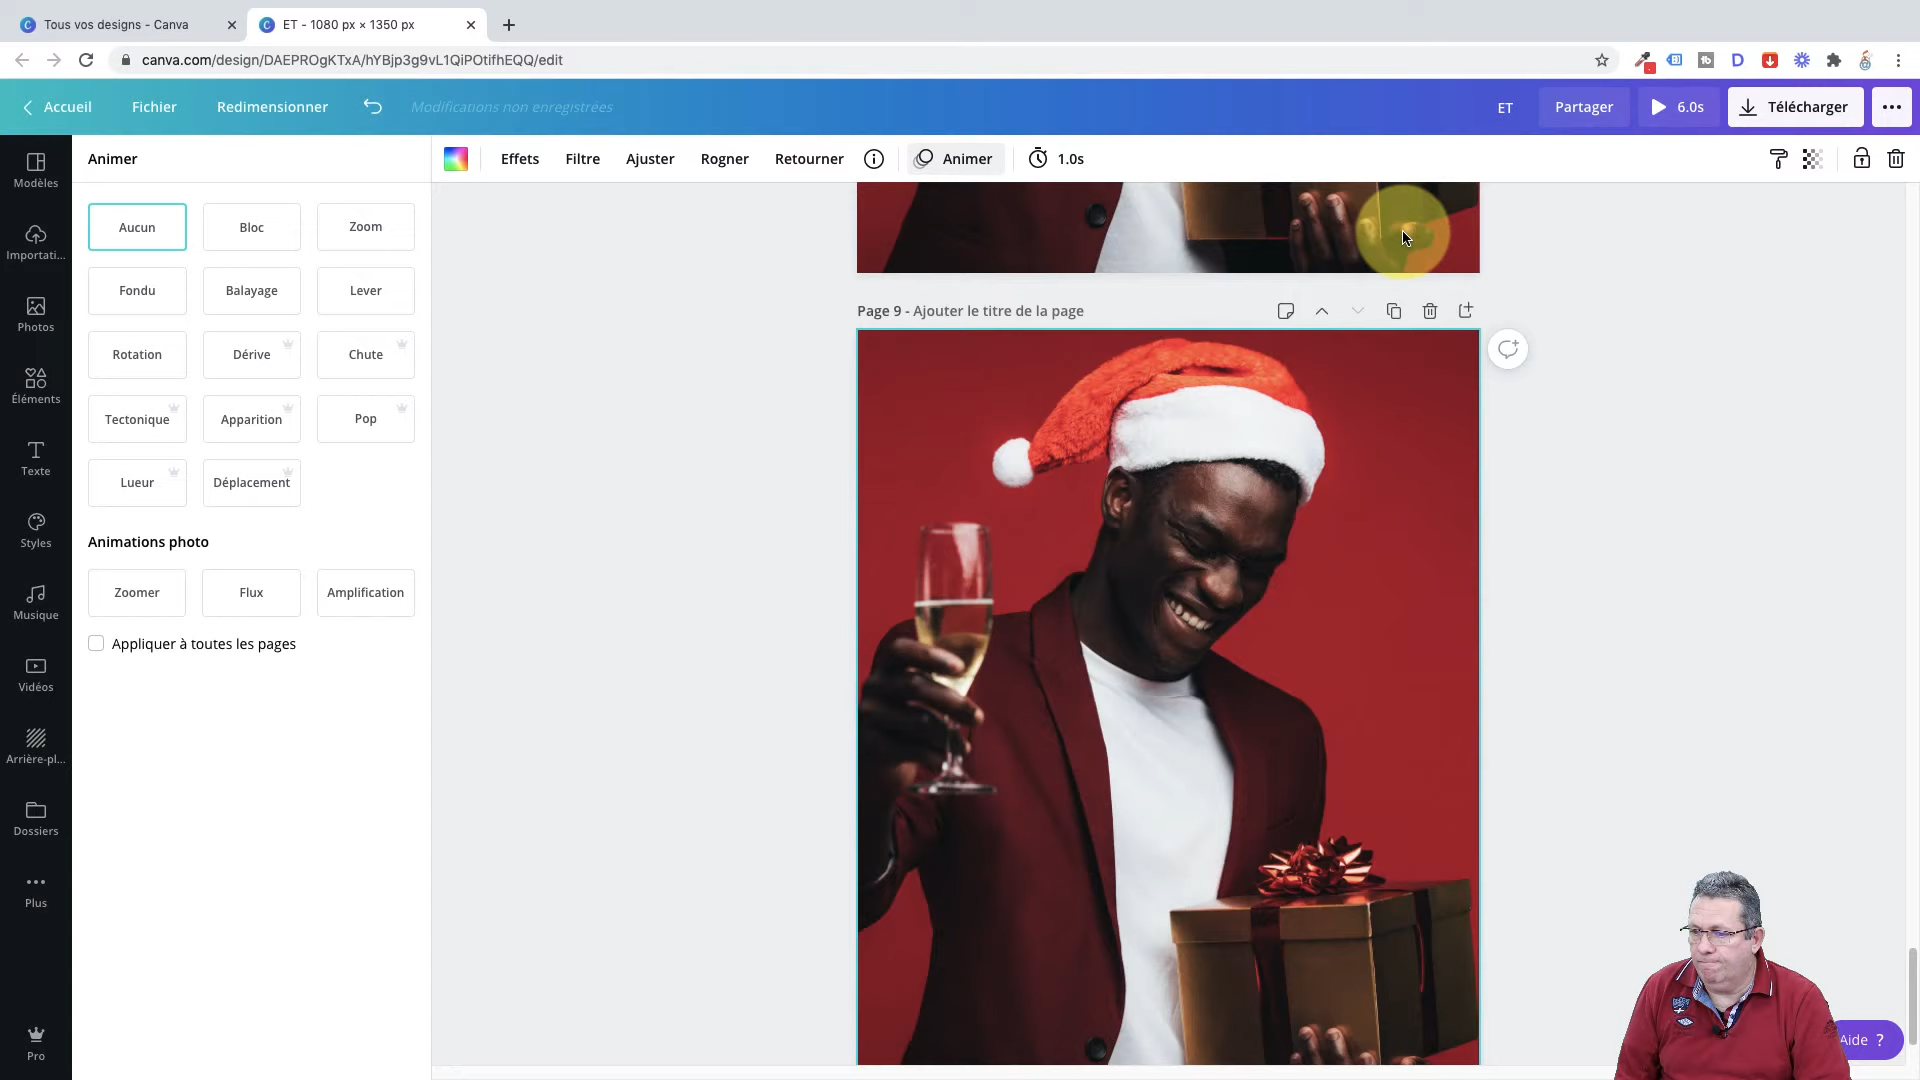 Tous vos designs - Canva
ET - 1080 px × 1350 px
canva.com/design/DAEPROgKTxA/hYBjp3g9vL1QiPOtifhEQQ/edit
Accueil
Fichier
Redimensionner
Modifications non enregistrées
ET
Partager
6.0s
Télécharger
Animer
Effets
Filtre
Ajuster
Rogner
Retourner
Animer
1.0s
Modèles
Importati...
Photos
Éléments
Texte
Styles
Musique
Vidéos
Arrière-pl...
Dossiers
Plus
Pro
Aucun
Bloc
Zoom
Fondu
Balayage
Lever
Rotation
Dérive
Chute
Tectonique
Apparition
Pop
Lueur
Déplacement
Animations photo
Zoomer
Flux
Amplification
Appliquer à toutes les pages
Page 9 - Ajouter le titre de la page
Aide ?